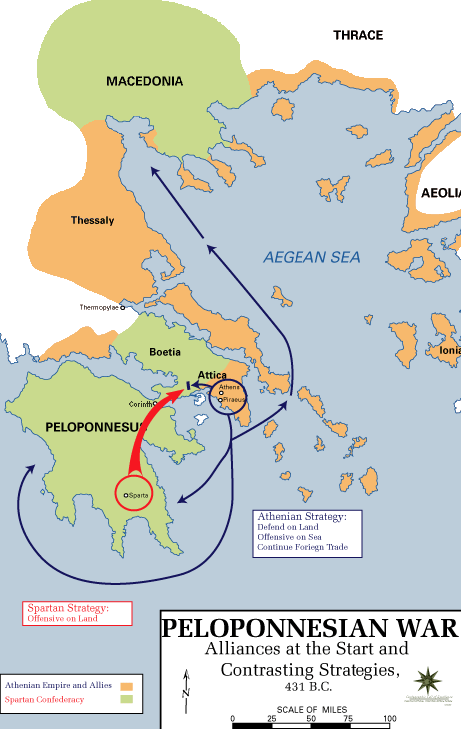 THRACE
MACEDONIA
AEOLI
Thessaly
AEGEAN SEA
Thermopylae
Ionia
Boetia
Attica
Athens
Piraeus
Corinth
PELOPONNESUS
Sparta
Athenian Strategy:
Defend on Land
Offensive on Sea
Continue Foriegn Trade
Spartan Strategy:
Offensive on Land
PELOPONNESIAN WAR
Alliances at the Start and
Contrasting Strategies,
431 B.C.
Athenian Empire and Allies
Spartan Confederacy
N
SCALE OF MILES
0 25 50 75 100